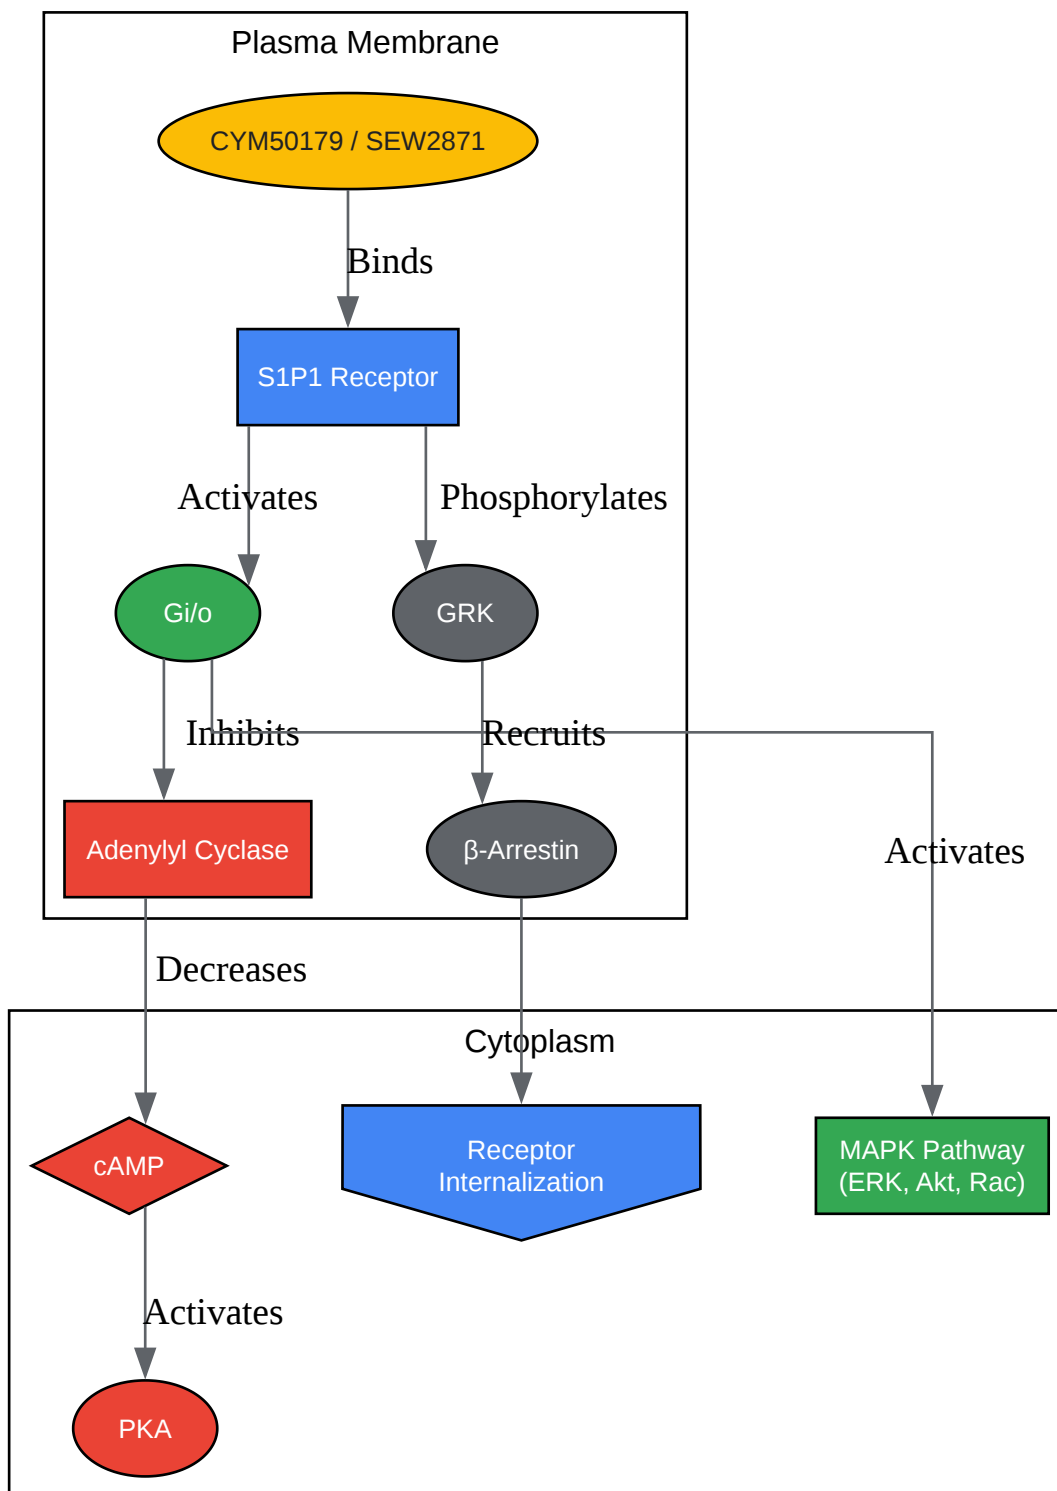 Plasma Membrane
CYM50179 / SEW2871
Binds
S1P1 Receptor
Activates
Phosphorylates
Gi/o
GRK
Inhibits
Recruits
Adenylyl Cyclase
β-Arrestin
Activates
Decreases
Cytoplasm
cAMP
Receptor
Internalization
MAPK Pathway
(ERK, Akt, Rac)
Activates
PKA